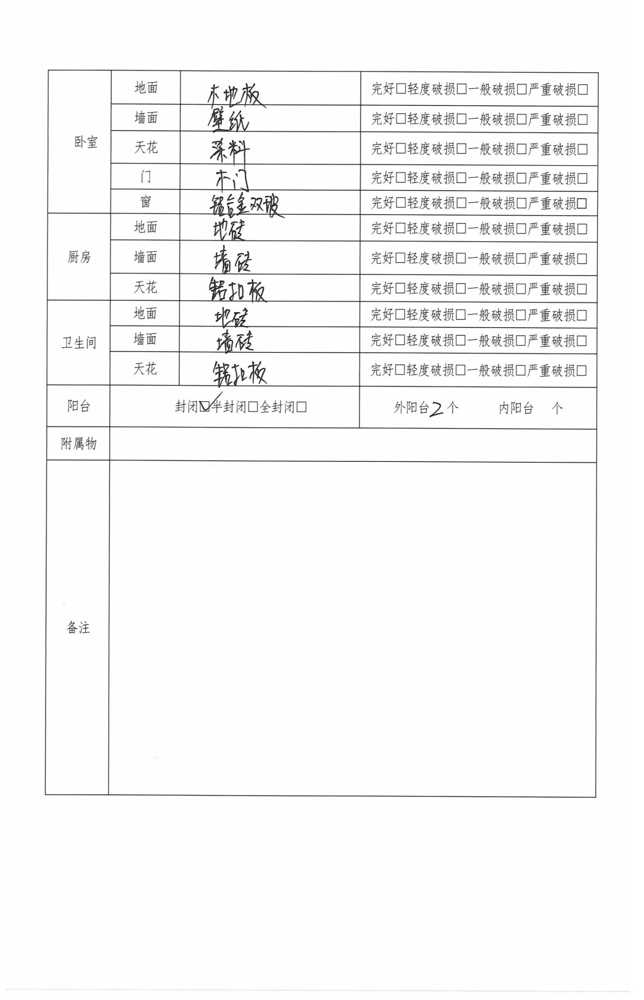 卧室 地面 木地板 完好□轻度破损□一般破损□严重破损□
墙面 壁纸 完好□轻度破损□一般破损□严重破损□
天花 涂料 完好□轻度破损□一般破损□严重破损□
门 木门 完好□轻度破损□一般破损□严重破损□
窗 铝合金双玻 完好□轻度破损□一般破损□严重破损□
厨房 地面 地砖 完好□轻度破损□一般破损□严重破损□
墙面 墙砖 完好□轻度破损□一般破损□严重破损□
天花 铝扣板 完好□轻度破损□一般破损□严重破损□
卫生间 地面 地砖 完好□轻度破损□一般破损□严重破损□
墙面 墙砖 完好□轻度破损□一般破损□严重破损□
天花 铝扣板 完好□轻度破损□一般破损□严重破损□
阳台 封闭☑半封闭□全封闭□ 外阳台2个 内阳台 个
附属物
备注